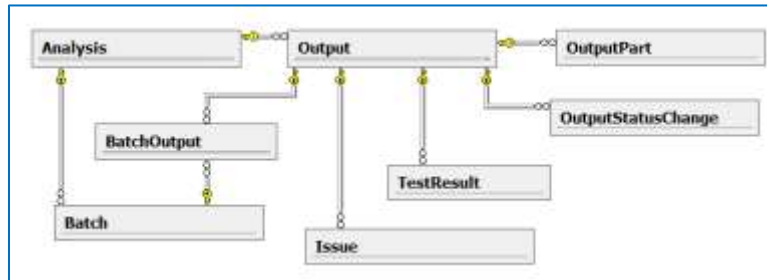 Analysis
Output
OutputPart
OutputStatusChange
BatchOutput
TestResult
Batch
Issue